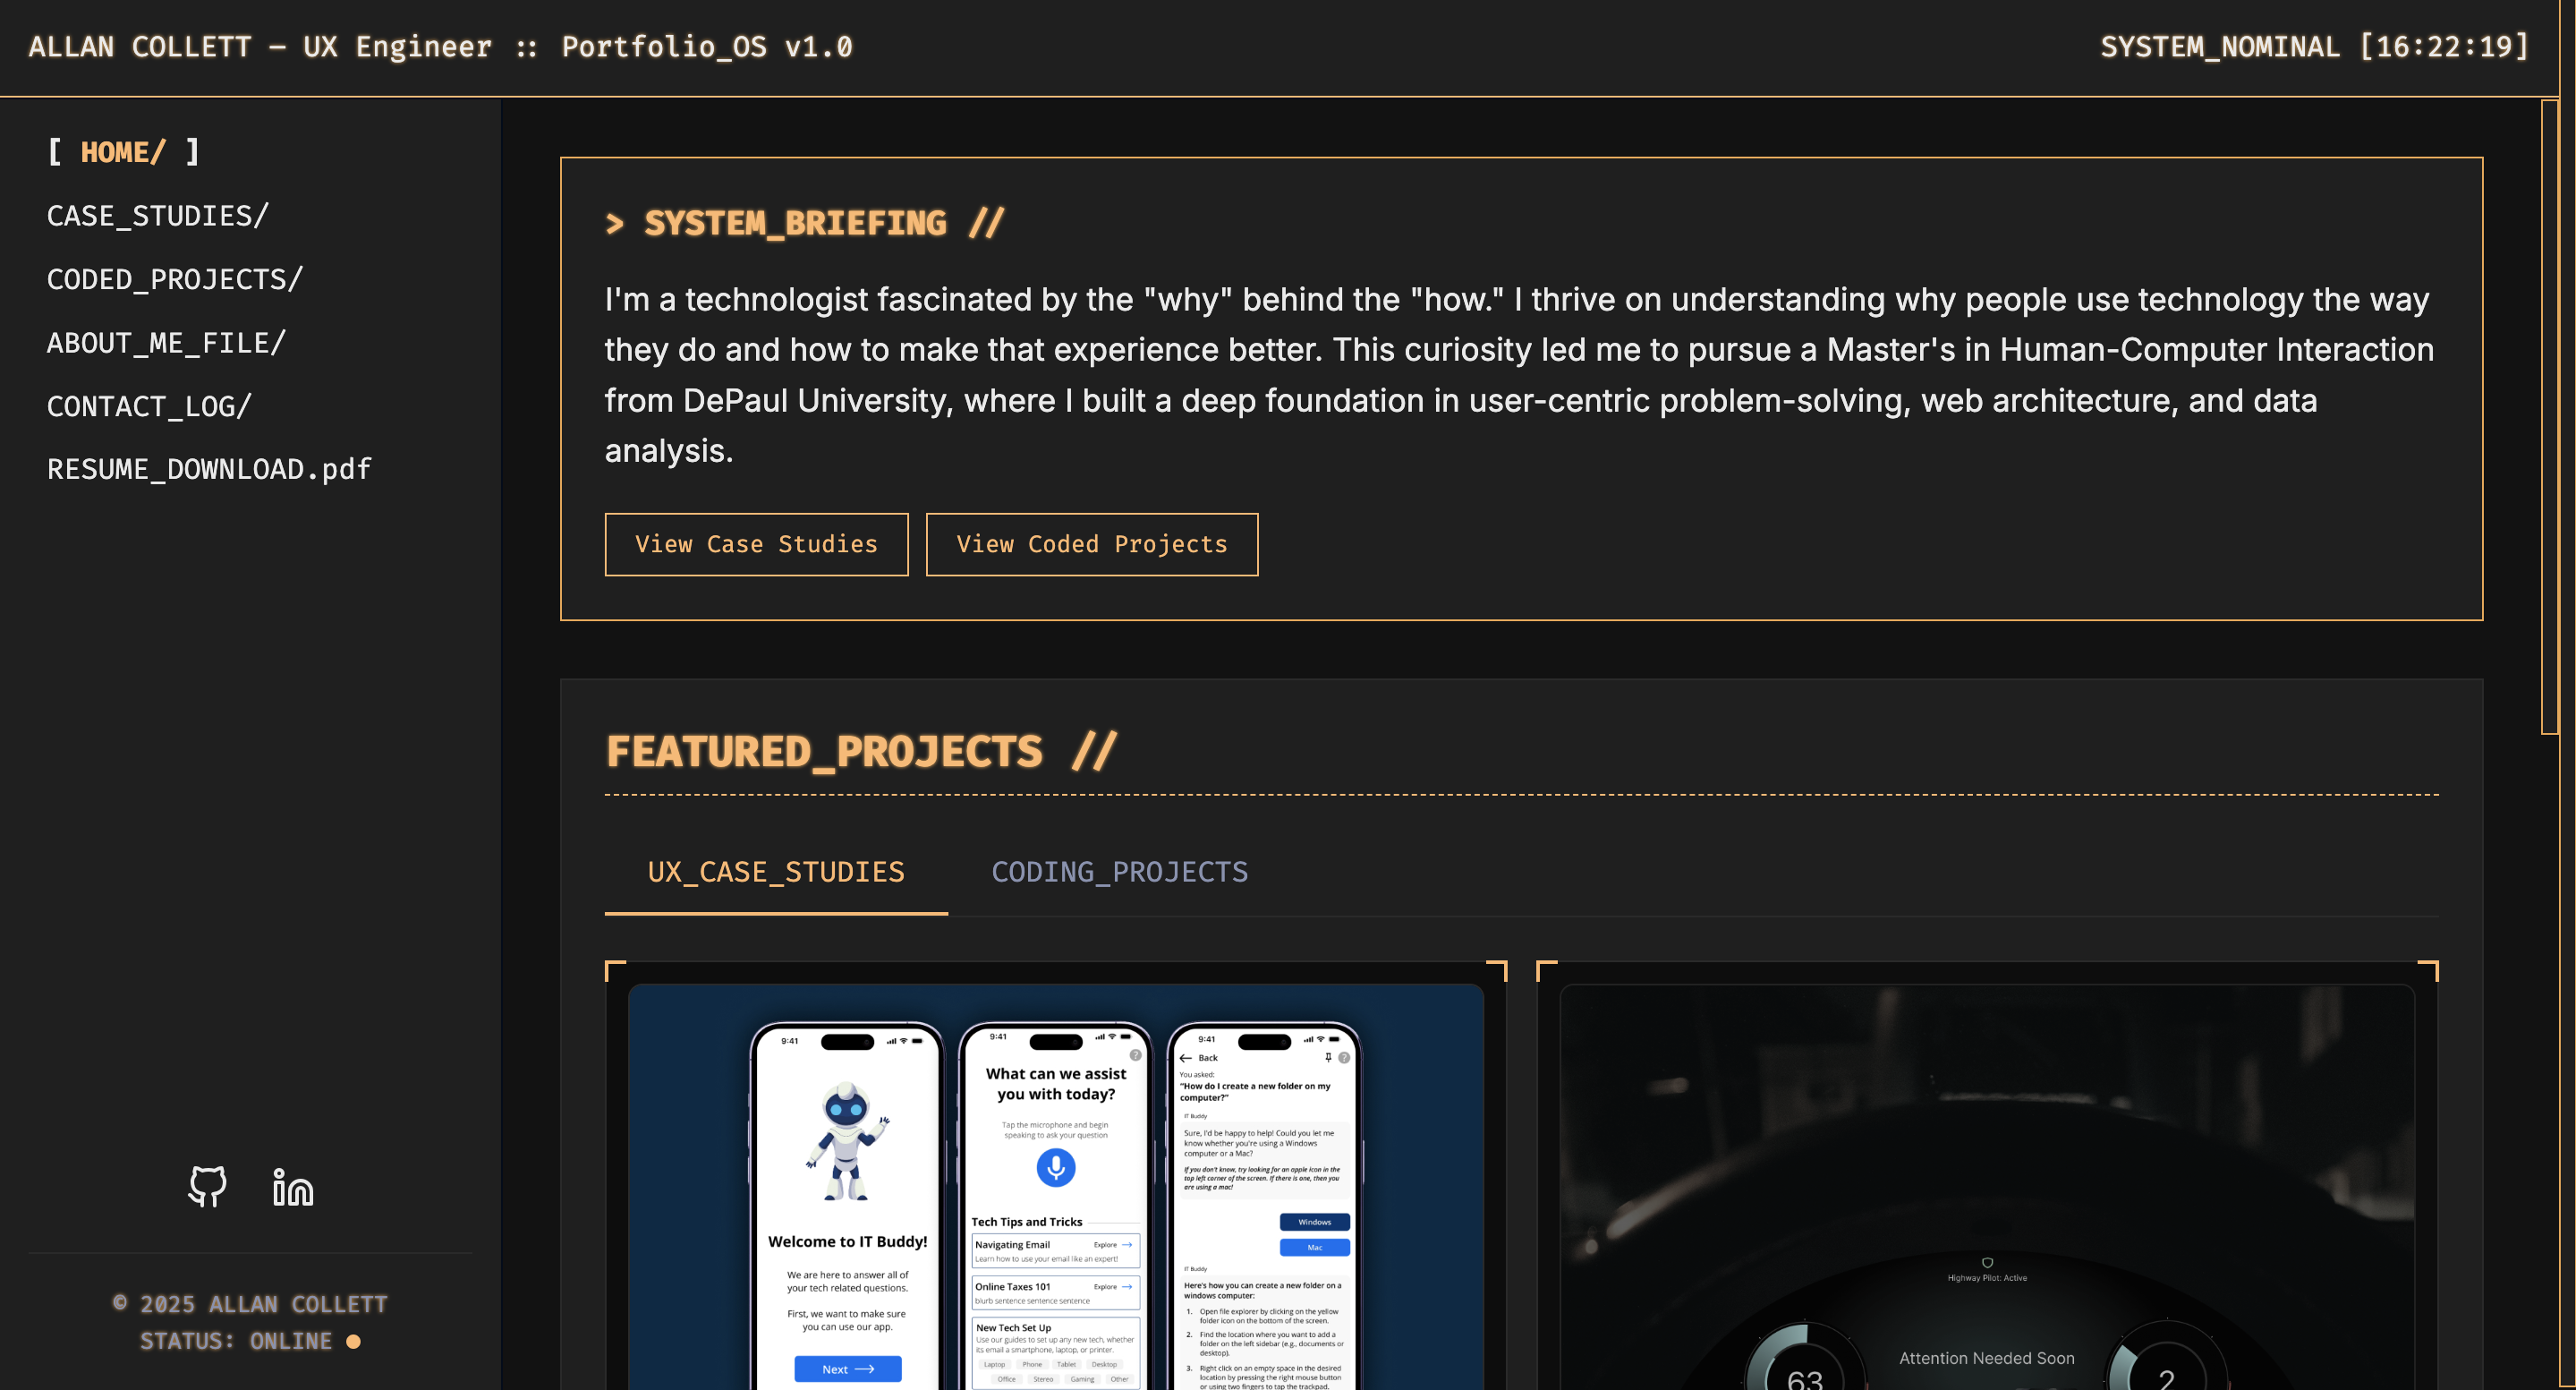 ALLAN COLLETT — UX Engineer :: Portfolio_OS v1.0
SYSTEM_NOMINAL [16:22:19]
[ HOME/ ]
CASE_STUDIES/
CODED_PROJECTS/
ABOUT_ME_FILE/
CONTACT_LOG/
RESUME_DOWNLOAD.pdf
© 2025 ALLAN COLLETT
STATUS: ONLINE
> SYSTEM_BRIEFING //
I'm a technologist fascinated by the "why" behind the "how." I thrive on understanding why people use technology the way
they do and how to make that experience better. This curiosity led me to pursue a Master's in Human-Computer Interaction
from DePaul University, where I built a deep foundation in user-centric problem-solving, web architecture, and data
analysis.
View Case Studies
View Coded Projects
FEATURED_PROJECTS //
UX_CASE_STUDIES
CODING_PROJECTS
9:41
Welcome to IT Buddy!
We are here to answer all of
your tech related questions.
First, we want to make sure
you can use our app.
Next
9:41
?
What can we assist
you with today?
Tap the microphone and begin
speaking to ask your question
Tech Tips and Tricks
Navigating Email
Explore
Learn how to use your email like an expert!
Online Taxes 101
Explore
blurb sentence sentence sentence
New Tech Set Up
Use our guides to set up any new tech, whether
its email a smartphone, laptop, or printer.
Laptop Phone Tablet Desktop
Office Stereo Gaming Other
9:41
Back
?
You asked:
"How do I create a new folder on my
computer?"
IT Buddy
Sure, I'd be happy to help! Could you let me
know whether you're using a Windows
computer or a Mac?
If you don't know, try looking for an apple icon in the
top left corner of the screen. If there is one, then you
are using a mac!
Windows
Mac
IT Buddy
Here's how you can create a new folder on a
windows computer:
1. Open file explorer by clicking on the yellow
folder icon on the bottom of the screen.
2. Find the location where you want to add a
folder on the left sidebar (e.g., documents or
desktop).
3. Right click on an empty space in the desired
location by pressing the right mouse button
or using two fingers to tap the trackpad.
Highway Pilot: Active
Attention Needed Soon
63
2